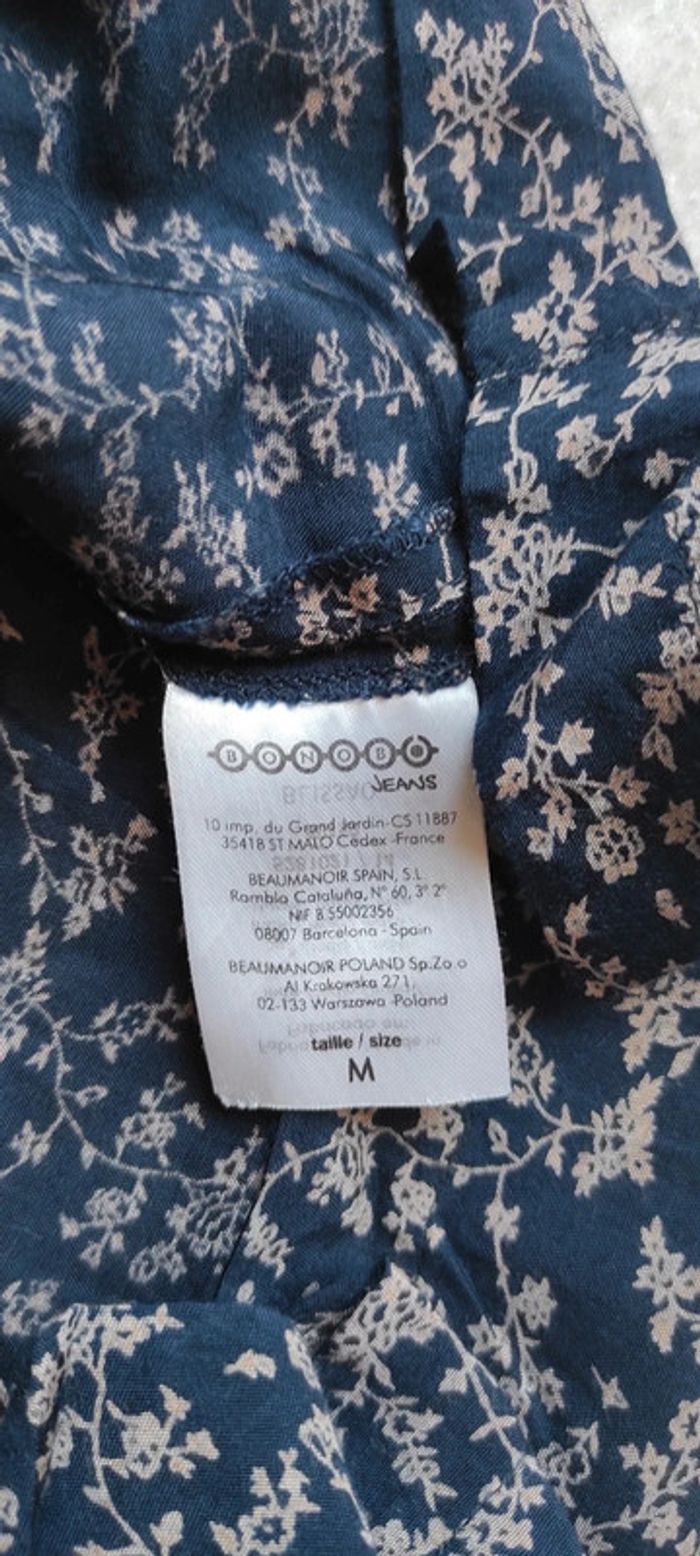 BONOBO
JEANS
10 imp. du Grand Jardin-CS 11887
35418 ST MALO Cedex -France
BEAUMANOIR SPAIN, S.L
Rambla Cataluña, N° 60, 3° 2°
NIF B 55002356
08007 Barcelona - Spain
BEAUMANOIR POLAND Sp.Zo.o
Al Krakowska 271,
02-133 Warszawa -Poland
taille / size
M